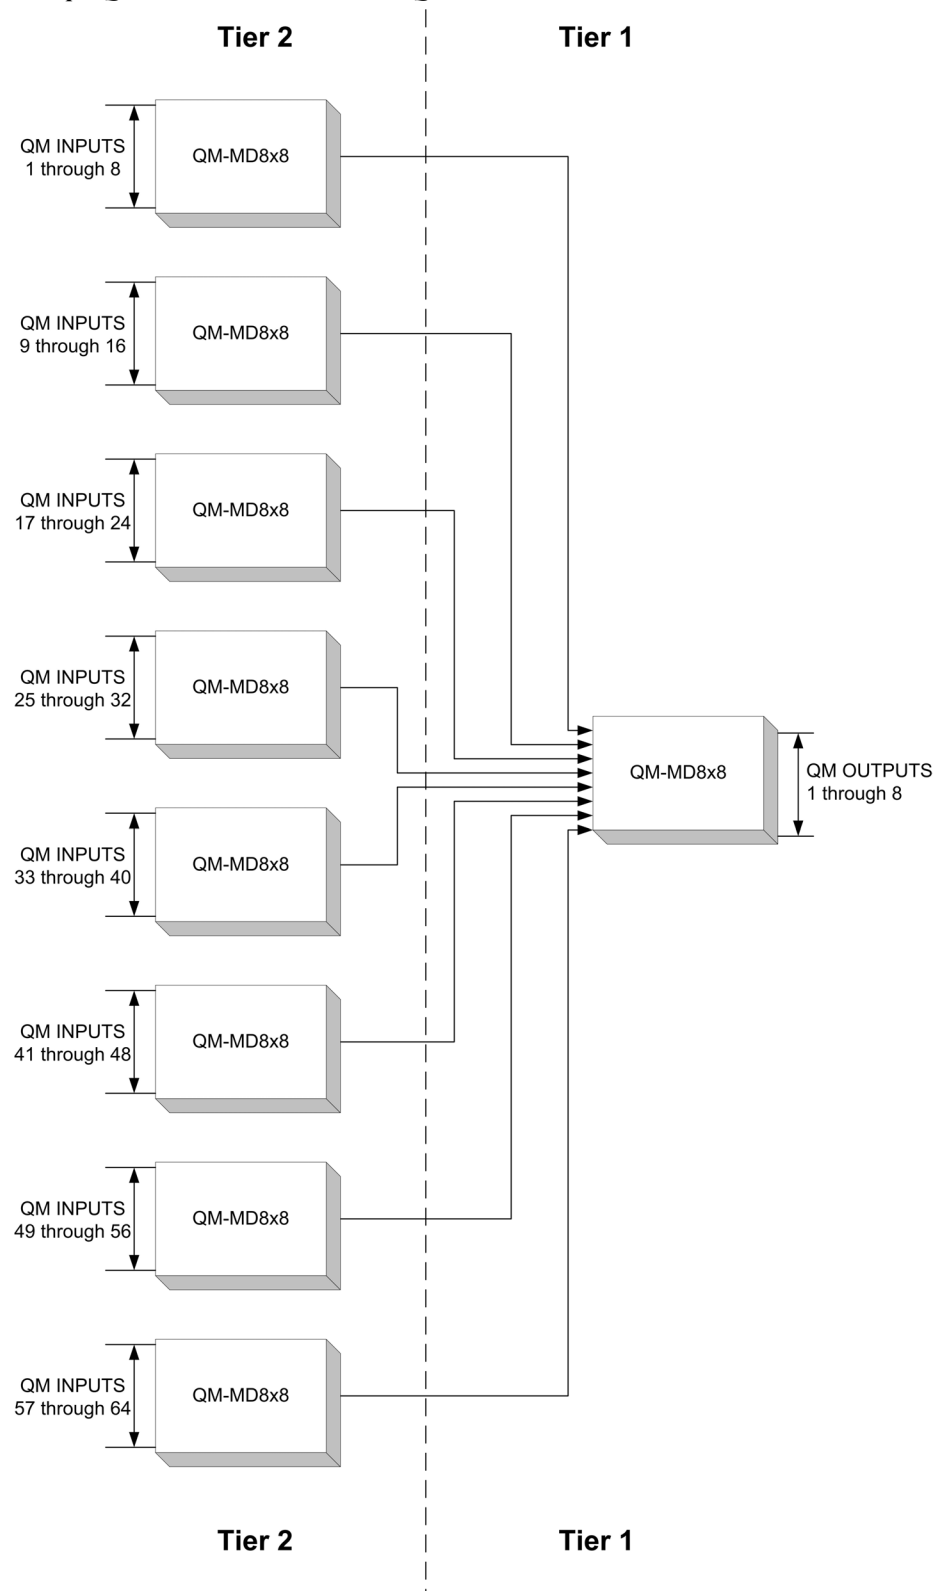 Tier 2
Tier 1
QM INPUTS
1 through 8
QM-MD8x8
QM INPUTS
9 through 16
QM-MD8x8
QM INPUTS
17 through 24
QM-MD8x8
QM INPUTS
25 through 32
QM-MD8x8
QM-MD8x8
QM OUTPUTS
1 through 8
QM INPUTS
33 through 40
QM-MD8x8
QM INPUTS
41 through 48
QM-MD8x8
QM INPUTS
49 through 56
QM-MD8x8
QM INPUTS
57 through 64
QM-MD8x8
Tier 2
Tier 1